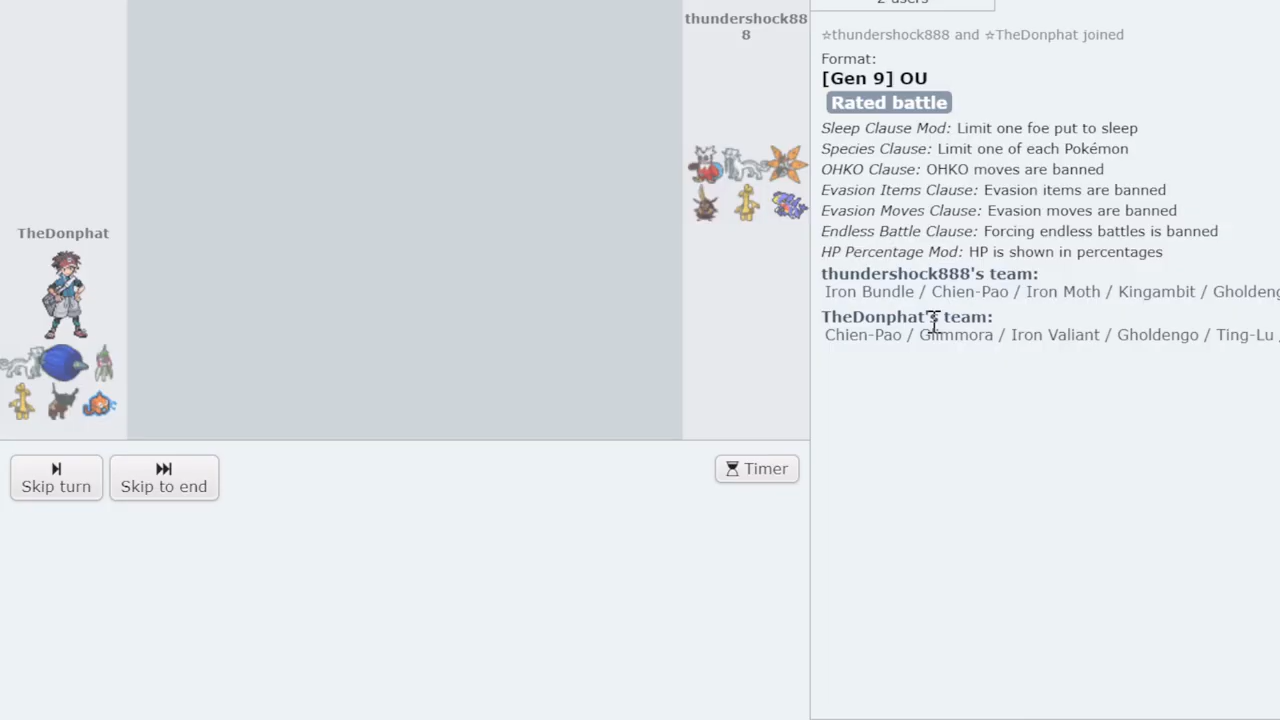 thundershock88
8
TheDonphat
Skip turn
Skip to end
Timer
2 users
☆thundershock888 and ☆TheDonphat joined
Format:
[Gen 9] OU
Rated battle
Sleep Clause Mod: Limit one foe put to sleep
Species Clause: Limit one of each Pokémon
OHKO Clause: OHKO moves are banned
Evasion Items Clause: Evasion items are banned
Evasion Moves Clause: Evasion moves are banned
Endless Battle Clause: Forcing endless battles is banned
HP Percentage Mod: HP is shown in percentages
thundershock888's team:
Iron Bundle / Chien-Pao / Iron Moth / Kingambit / Gholdeng
TheDonphat's team:
Chien-Pao / Glimmora / Iron Valiant / Gholdengo / Ting-Lu /